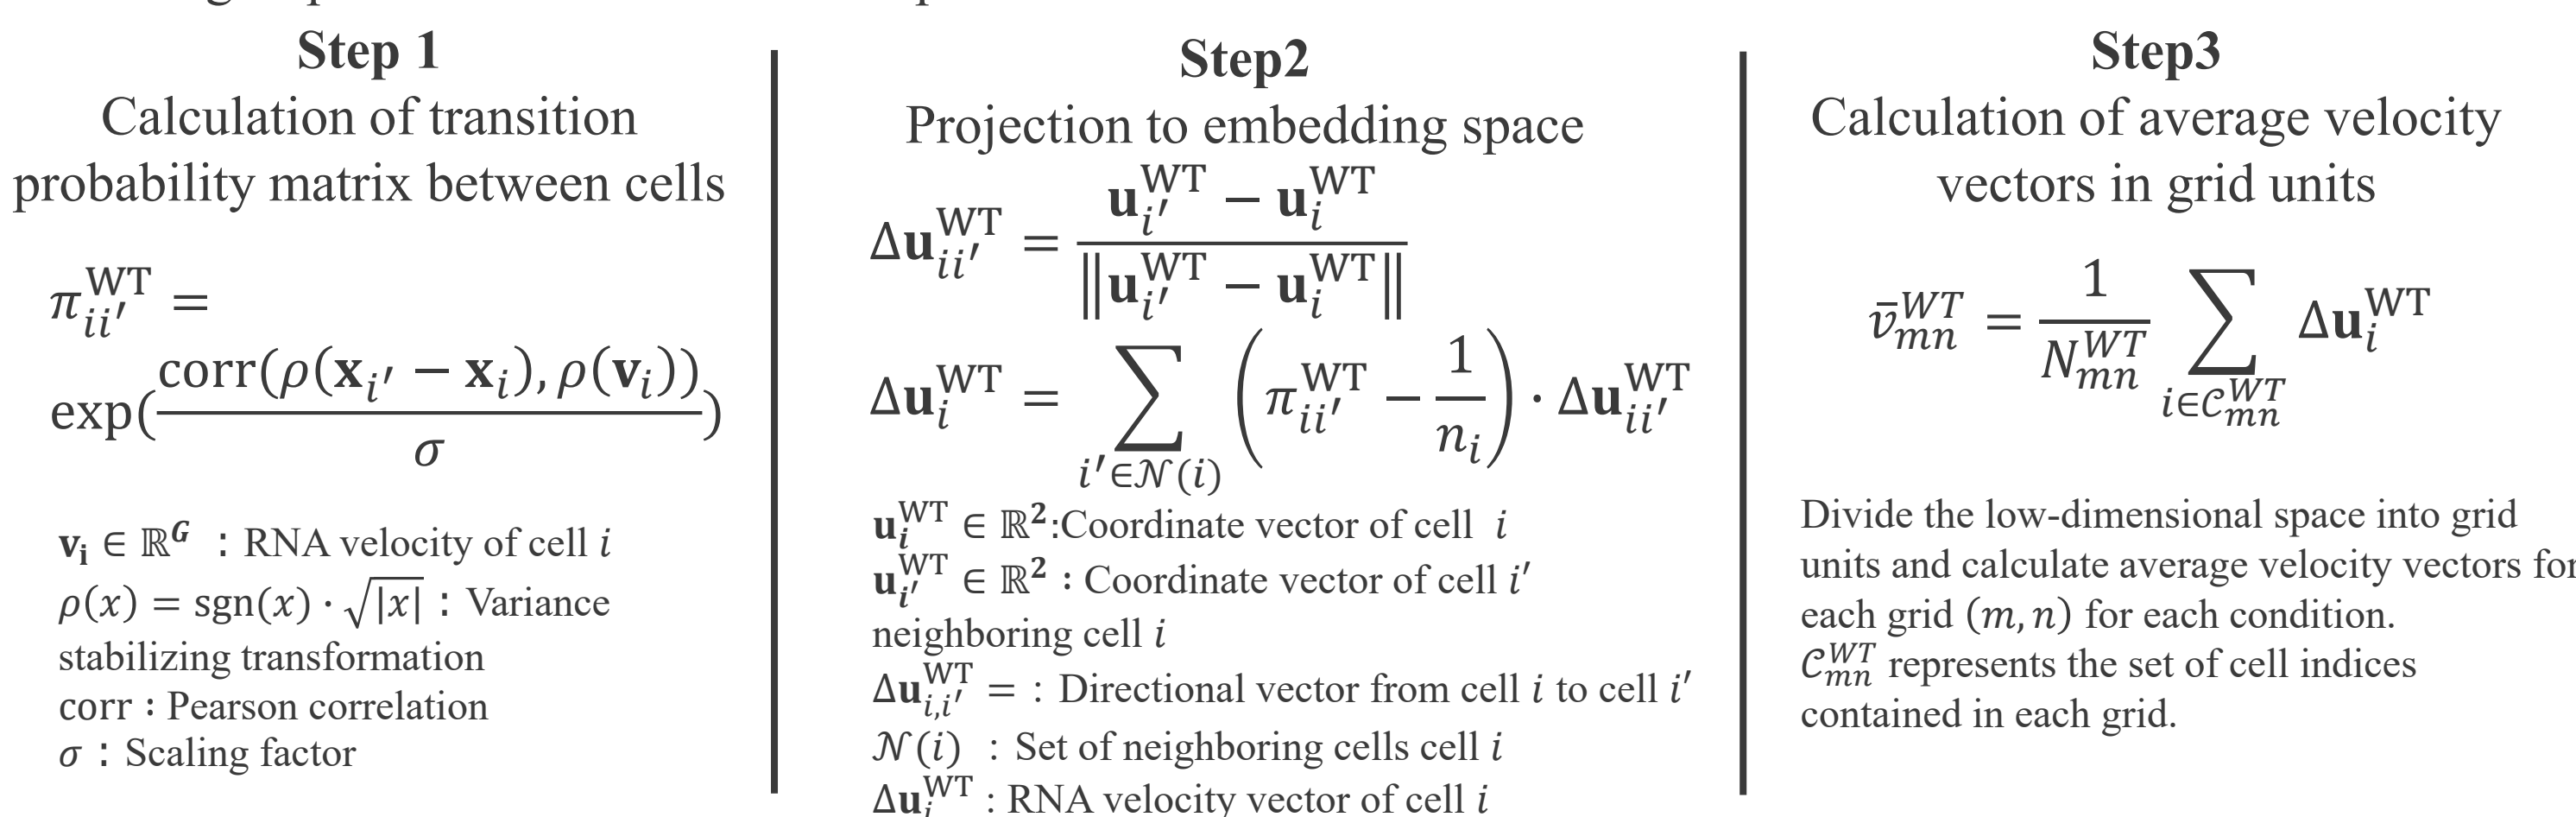 Step 1
Calculation of transition
probability matrix between cells
π_{ii′}^{WT} =
exp(corr(ρ(x_{i′} − x_i), ρ(v_i)) / σ)
v_i ∈ ℝ^G : RNA velocity of cell i
ρ(x) = sgn(x) · √|x| : Variance
stabilizing transformation
corr : Pearson correlation
σ : Scaling factor
Step2
Projection to embedding space
Δu_{ii′}^{WT} = (u_{i′}^{WT} − u_i^{WT}) / ‖u_{i′}^{WT} − u_i^{WT}‖
Δu_i^{WT} = ∑_{i′∈𝒩(i)} (π_{ii′}^{WT} − 1/n_i) · Δu_{ii′}^{WT}
u_i^{WT} ∈ ℝ^2 :Coordinate vector of cell i
u_{i′}^{WT} ∈ ℝ^2 : Coordinate vector of cell i′
neighboring cell i
Δu_{i,i′}^{WT} = : Directional vector from cell i to cell i′
𝒩(i) : Set of neighboring cells cell i
Δu_i^{WT} : RNA velocity vector of cell i
Step3
Calculation of average velocity
vectors in grid units
v̄_{mn}^{WT} = 1/N_{mn}^{WT} ∑_{i∈𝒞_{mn}^{WT}} Δu_i^{WT}
Divide the low-dimensional space into grid
units and calculate average velocity vectors for
each grid (m, n) for each condition.
𝒞_{mn}^{WT} represents the set of cell indices
contained in each grid.